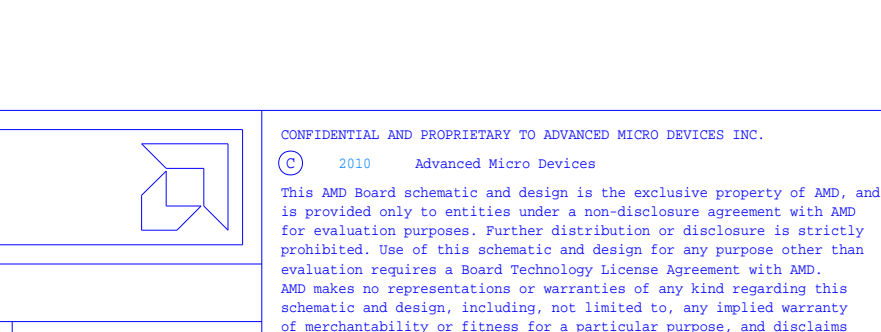 CONFIDENTIAL AND PROPRIETARY TO ADVANCED MICRO DEVICES INC.
C 2010 Advanced Micro Devices
This AMD Board schematic and design is the exclusive property of AMD, and
is provided only to entities under a non-disclosure agreement with AMD
for evaluation purposes. Further distribution or disclosure is strictly
prohibited. Use of this schematic and design for any purpose other than
evaluation requires a Board Technology License Agreement with AMD.
AMD makes no representations or warranties of any kind regarding this
schematic and design, including, not limited to, any implied warranty
of merchantability or fitness for a particular purpose, and disclaims